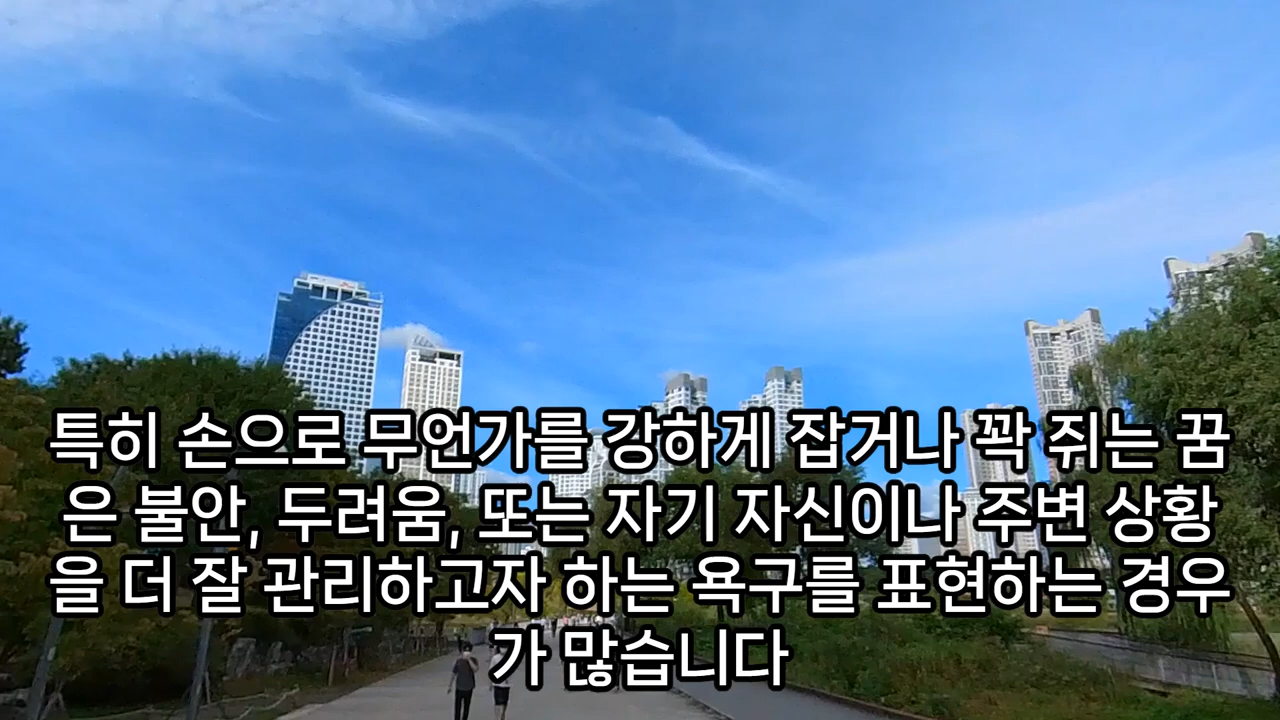 특히 손으로 무언가를 강하게 잡거나 꽉 쥐는 꿈
은 불안, 두려움, 또는 자기 자신이나 주변 상황
을 더 잘 관리하고자 하는 욕구를 표현하는 경우
가 많습니다